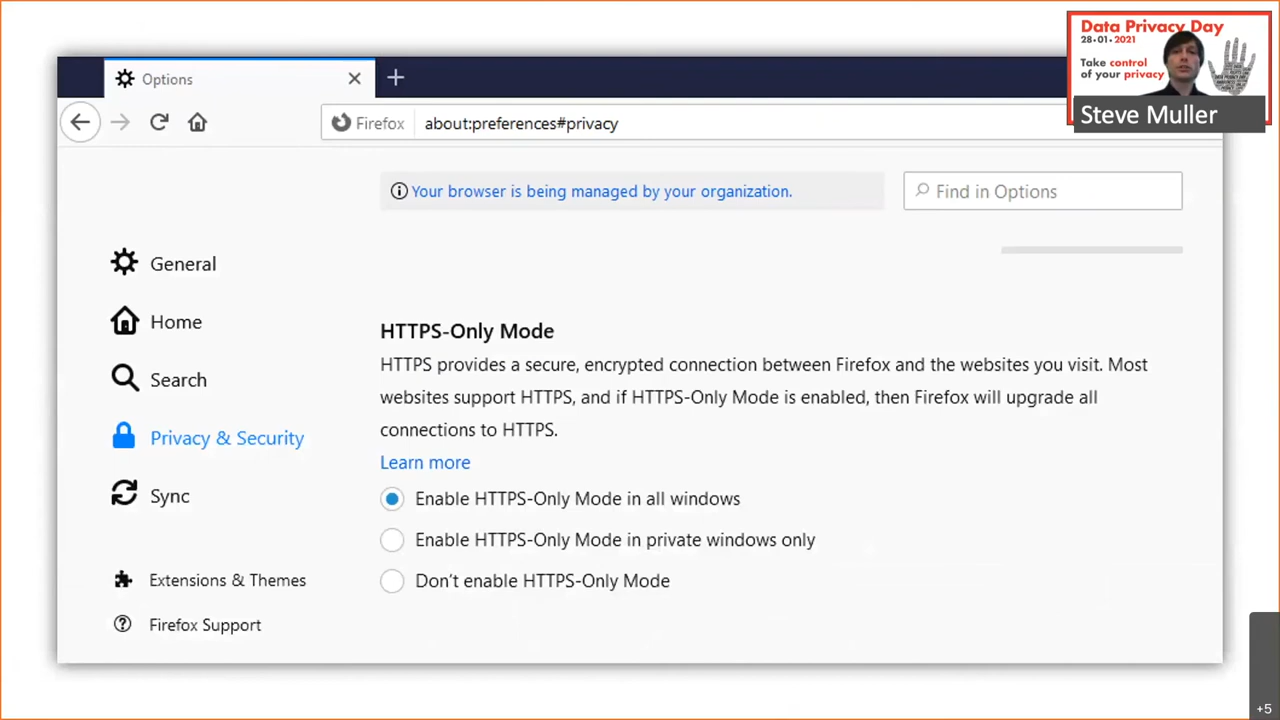 Data Privacy Day
28•01•2021
Take control
of your privacy
Steve Muller
Options
Firefox
about:preferences#privacy
Your browser is being managed by your organization.
Find in Options
General
Home
Search
Privacy & Security
Sync
Extensions & Themes
Firefox Support
HTTPS-Only Mode
HTTPS provides a secure, encrypted connection between Firefox and the websites you visit. Most
websites support HTTPS, and if HTTPS-Only Mode is enabled, then Firefox will upgrade all
connections to HTTPS.
Learn more
Enable HTTPS-Only Mode in all windows
Enable HTTPS-Only Mode in private windows only
Don't enable HTTPS-Only Mode
+5